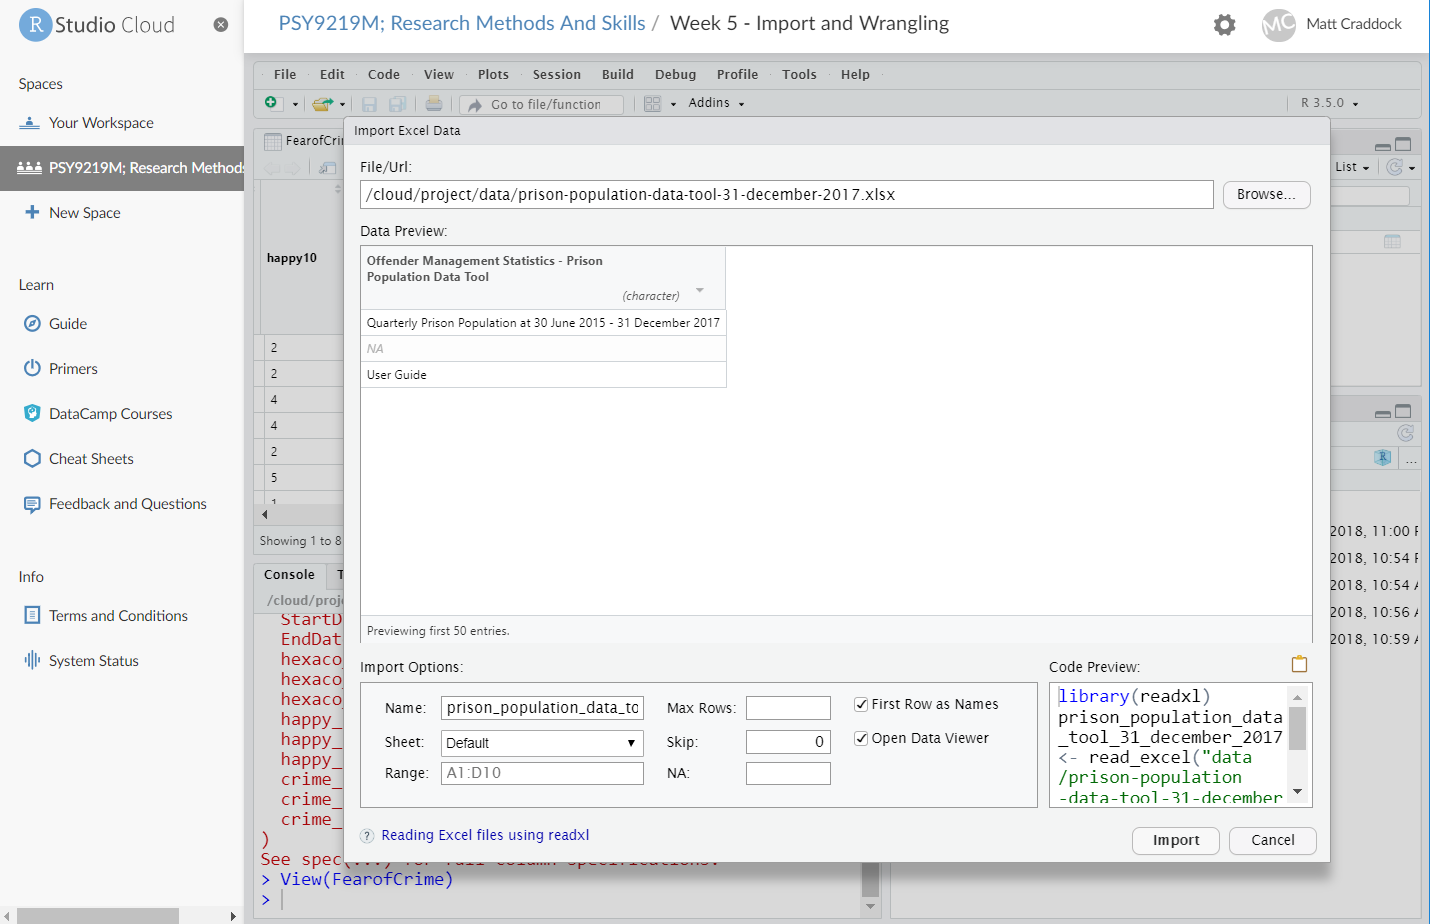 R Studio Cloud
PSY9219M; Research Methods And Skills / Week 5 - Import and Wrangling
MC Matt Craddock
Spaces
Your Workspace
PSY9219M; Research Methods
New Space
Learn
Guide
Primers
DataCamp Courses
Cheat Sheets
Feedback and Questions
Info
Terms and Conditions
System Status
File Edit Code View Plots Session Build Debug Profile Tools Help
Go to file/function Addins R 3.5.0
FearofCri
happy10
2
2
4
4
2
5
1
Showing 1 to 8
Console T
/cloud/proj
StartD
EndDat
hexaco
hexaco
hexaco
happy_
happy_
happy_
crime_
crime_
crime_
)
See spec(...) for full column specifications.
> View(FearofCrime)
>
Import Excel Data
File/Url:
/cloud/project/data/prison-population-data-tool-31-december-2017.xlsx Browse...
Data Preview:
Offender Management Statistics - Prison
Population Data Tool
(character)
Quarterly Prison Population at 30 June 2015 - 31 December 2017
NA
User Guide
Previewing first 50 entries.
Import Options:
Name: prison_population_data_to
Max Rows:
First Row as Names
Sheet: Default
Skip: 0
Open Data Viewer
Range: A1:D10
NA:
Code Preview:
library(readxl)
prison_population_data
_tool_31_december_2017
<- read_excel("data
/prison-population
-data-tool-31-december
? Reading Excel files using readxl
Import Cancel
List
R
...
2018, 11:00 P
2018, 10:54 P
2018, 10:54 A
2018, 10:56 A
2018, 10:59 A